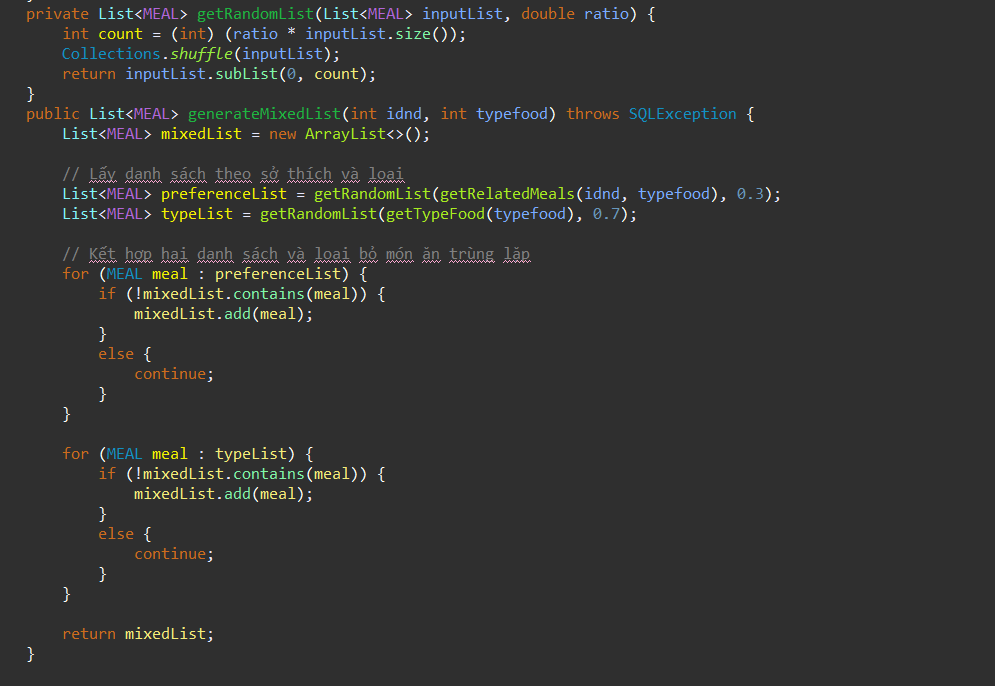 private List<MEAL> getRandomList(List<MEAL> inputList, double ratio) {
    int count = (int) (ratio * inputList.size());
    Collections.shuffle(inputList);
    return inputList.subList(0, count);
}
public List<MEAL> generateMixedList(int idnd, int typefood) throws SQLException {
    List<MEAL> mixedList = new ArrayList<>();

    // Lấy danh sách theo sở thích và loại
    List<MEAL> preferenceList = getRandomList(getRelatedMeals(idnd, typefood), 0.3);
    List<MEAL> typeList = getRandomList(getTypeFood(typefood), 0.7);

    // Kết hợp hai danh sách và loại bỏ món ăn trùng lặp
    for (MEAL meal : preferenceList) {
        if (!mixedList.contains(meal)) {
            mixedList.add(meal);
        }
        else {
            continue;
        }
    }

    for (MEAL meal : typeList) {
        if (!mixedList.contains(meal)) {
            mixedList.add(meal);
        }
        else {
            continue;
        }
    }

    return mixedList;
}